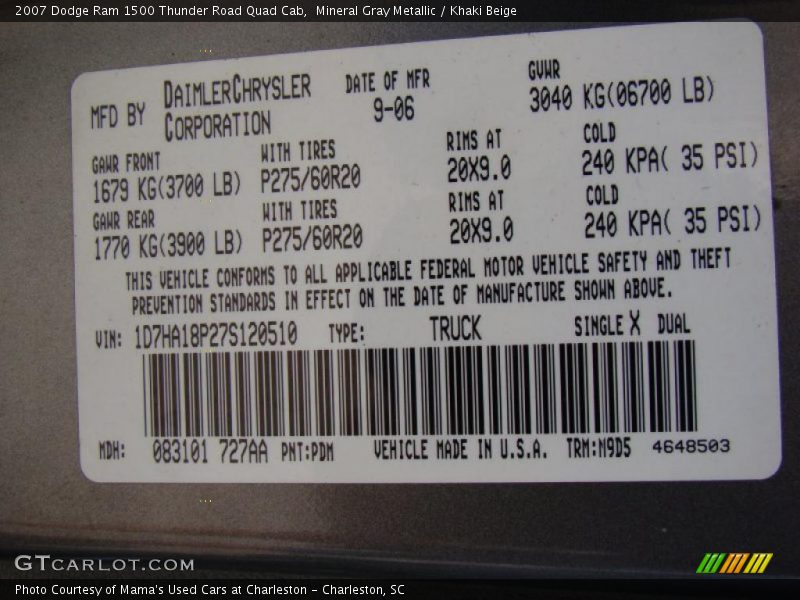 2007 Dodge Ram 1500 Thunder Road Quad Cab,  Mineral Gray Metallic / Khaki Beige
MFD BY DAIMLERCHRYSLER CORPORATION DATE OF MFR 9-06 GVWR 3040 KG(06700 LB)
GAWR FRONT WITH TIRES RIMS AT COLD
1679 KG(3700 LB) P275/60R20 20X9.0 240 KPA( 35 PSI)
GAWR REAR WITH TIRES RIMS AT COLD
1770 KG(3900 LB) P275/60R20 20X9.0 240 KPA( 35 PSI)
THIS VEHICLE CONFORMS TO ALL APPLICABLE FEDERAL MOTOR VEHICLE SAFETY AND THEFT
PREVENTION STANDARDS IN EFFECT ON THE DATE OF MANUFACTURE SHOWN ABOVE.
VIN: 1D7HA18P27S120510 TYPE: TRUCK SINGLE X DUAL
MDH: 083101 727AA PNT:PDM VEHICLE MADE IN U.S.A. TRM:M9D5 4648503
GTCARLOT.COM
Photo Courtesy of Mama's Used Cars at Charleston - Charleston, SC